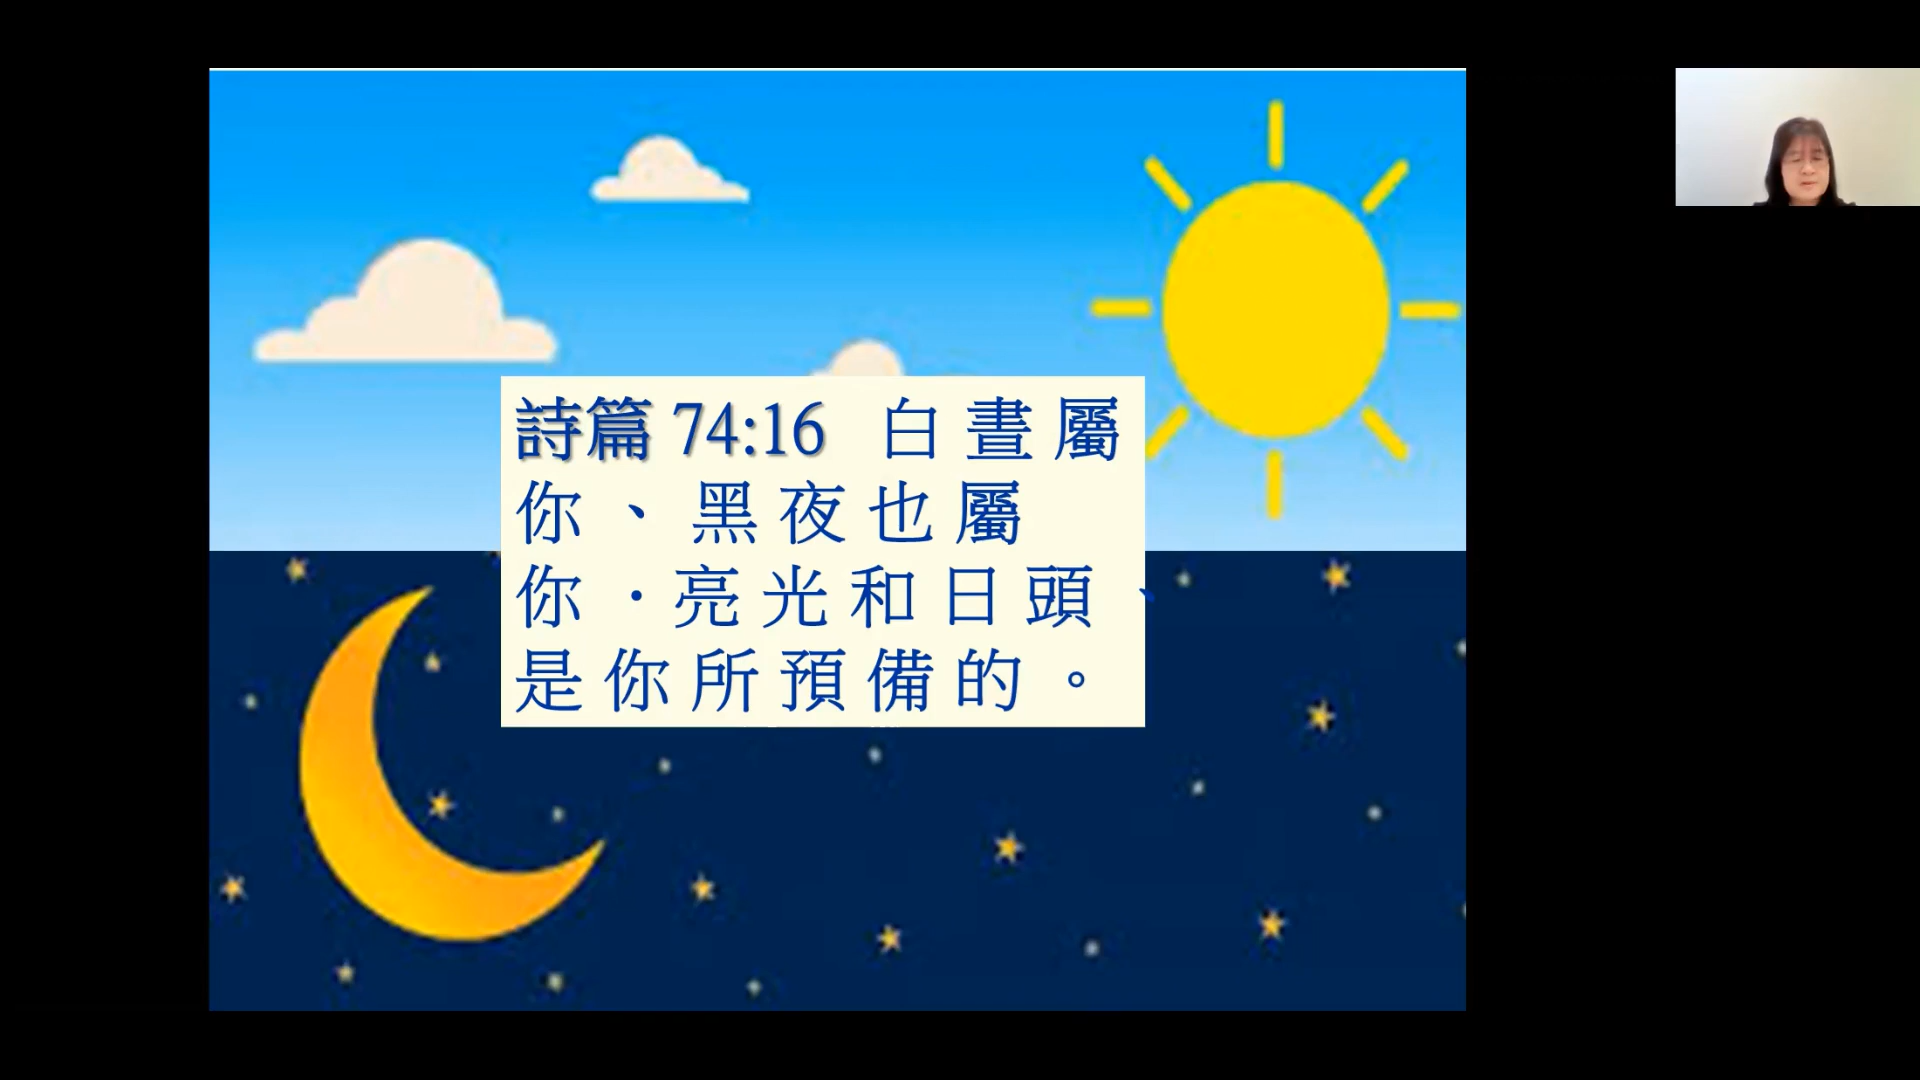 詩篇 74:16 白晝屬
你、黑夜也屬
你．亮光和日頭、
是你所預備的。